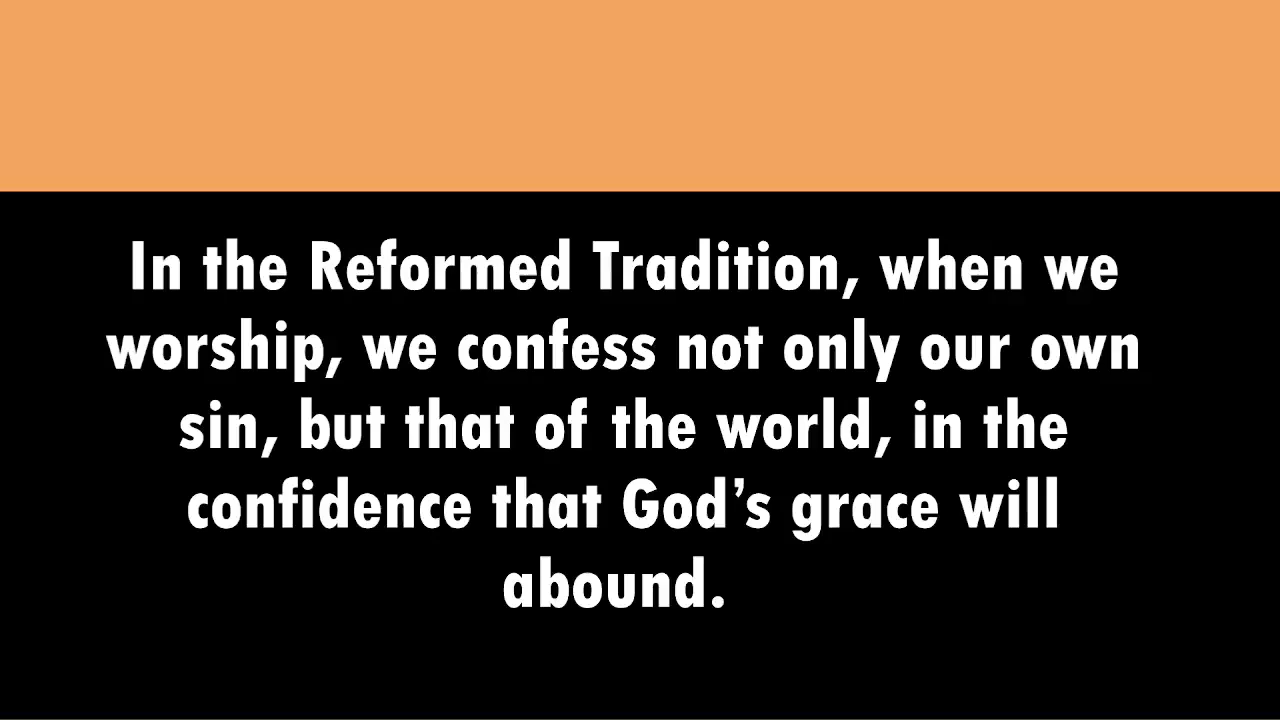 In the Reformed Tradition, when we
worship, we confess not only our own
sin, but that of the world, in the
confidence that God’s grace will
abound.